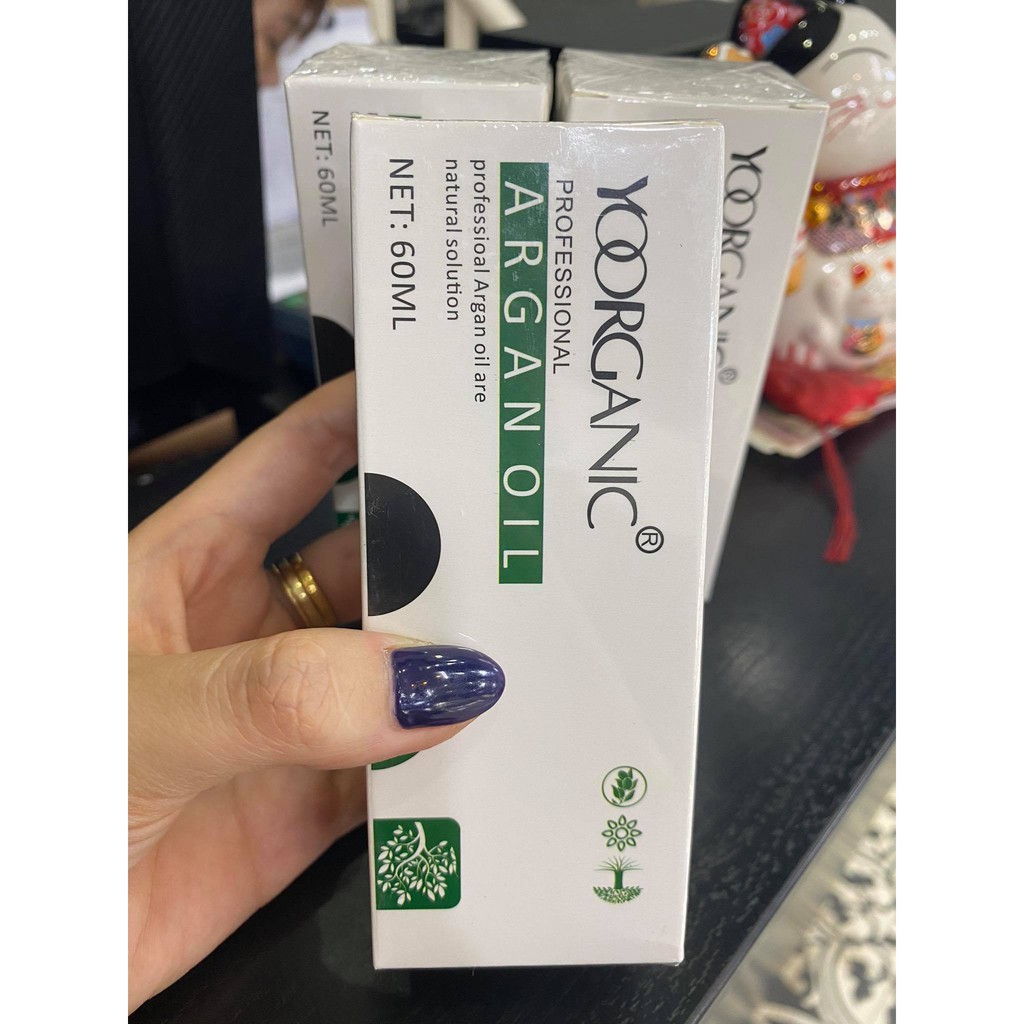 YOORGANIC®
PROFESSIONAL
ARGAN OIL
professioal Argan oil are
natural solution
NET: 60ML
NET: 60ML
YOORGANIC®